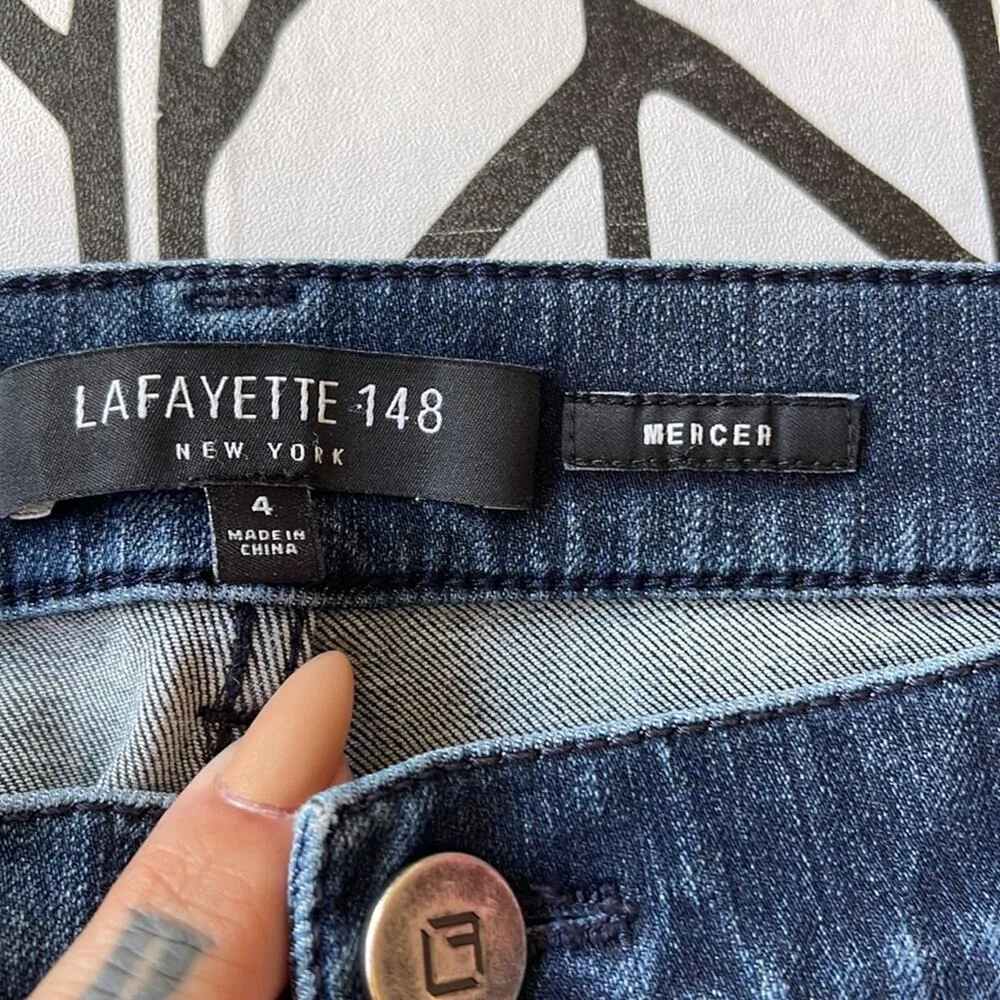 LAFAYETTE 148
NEW YORK
MERCER
4
MADE IN
CHINA